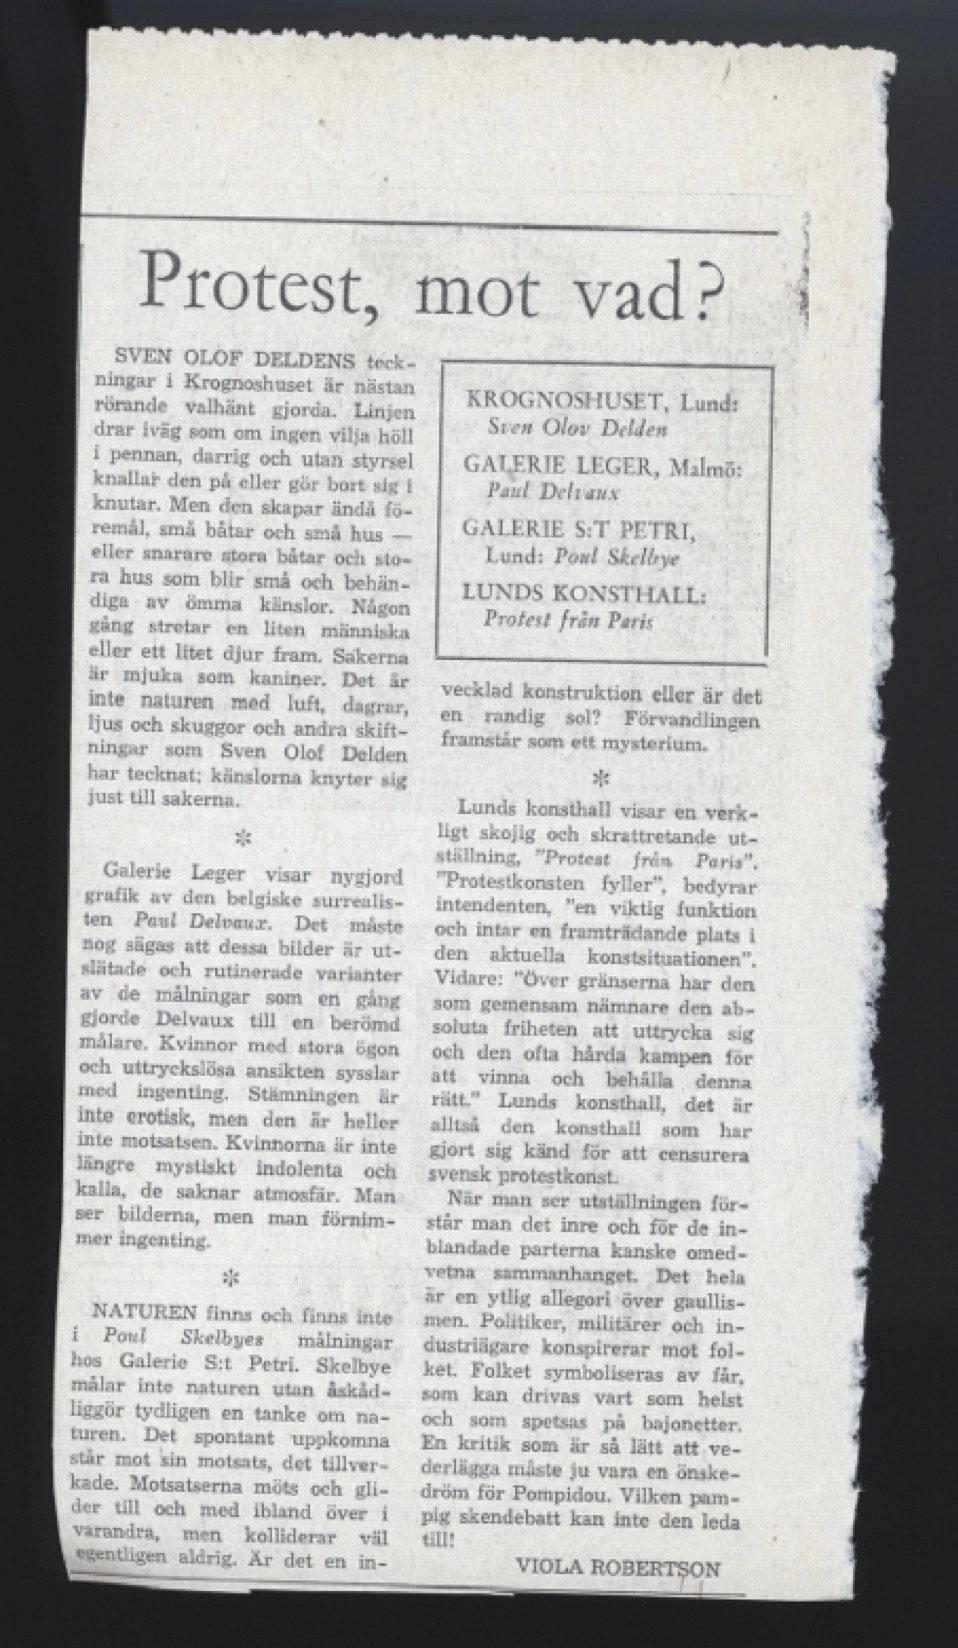 Protest, mot vad?
SVEN OLOF DELDENS teck-
ningar i Krognoshuset är nästan
rörande valhänt gjorda. Linjen
drar iväg som om ingen vilja höll
i pennan, darrig och utan styrsel
knallar den på eller gör bort sig i
knutar. Men den skapar ändå fö-
remål, små båtar och små hus —
eller snarare stora båtar och sto-
ra hus som blir små och behän-
diga av ömma känslor. Någon
gång stretar en liten människa
eller ett litet djur fram. Sakerna
är mjuka som kaniner. Det är
inte naturen med luft, dagrar,
ljus och skuggor och andra skift-
ningar som Sven Olof Delden
har tecknat; känslorna knyter sig
just till sakerna.
*
Galerie Leger visar nygjord
grafik av den belgiske surrealis-
ten Paul Delvaux. Det måste
nog sägas att dessa bilder är ut-
slätade och rutinerade varianter
av de målningar som en gång
gjorde Delvaux till en berömd
målare. Kvinnor med stora ögon
och uttryckslösa ansikten sysslar
med ingenting. Stämningen är
inte erotisk, men den är heller
inte motsatsen. Kvinnorna är inte
längre mystiskt indolenta och
kalla, de saknar atmosfär. Man
ser bilderna, men man förnim-
mer ingenting.
*
NATUREN finns och finns inte
i Poul Skelbyes målningar
hos Galerie S:t Petri. Skelbye
målar inte naturen utan åskåd-
liggör tydligen en tanke om na-
turen. Det spontant uppkomna
står mot sin motsats, det tillver-
kade. Motsatserna möts och gli-
der till och med ibland över i
varandra, men kolliderar väl
egentligen aldrig. Är det en in-
KROGNOSHUSET, Lund:
Sven Olov Delden
GALERIE LEGER, Malmö:
Paul Delvaux
GALERIE S:T PETRI,
Lund: Poul Skelbye
LUNDS KONSTHALL:
Protest från Paris
vecklad konstruktion eller är det
en randig sol? Förvandlingen
framstår som ett mysterium.
*
Lunds konsthall visar en verk-
ligt skojig och skrattretande ut-
ställning, ”Protest från Paris”.
”Protestkonsten fyller”, bedyrar
intendenten, ”en viktig funktion
och intar en framträdande plats i
den aktuella konstsituationen”.
Vidare: ”Över gränserna har den
som gemensam nämnare den ab-
soluta friheten att uttrycka sig
och den ofta hårda kampen för
att vinna och behålla denna
rätt.” Lunds konsthall, det är
alltså den konsthall som har
gjort sig känd för att censurera
svensk protestkonst.
När man ser utställningen för-
står man det inre och för de in-
blandade parterna kanske omed-
vetna sammanhanget. Det hela
är en ytlig allegori över gaullis-
men. Politiker, militärer och in-
dustriägare konspirerar mot fol-
ket. Folket symboliseras av får,
som kan drivas vart som helst
och som spetsas på bajonetter.
En kritik som är så lätt att ve-
derlägga måste ju vara en önske-
dröm för Pompidou. Vilken pam-
pig skendebatt kan inte den leda
till!
VIOLA ROBERTSON